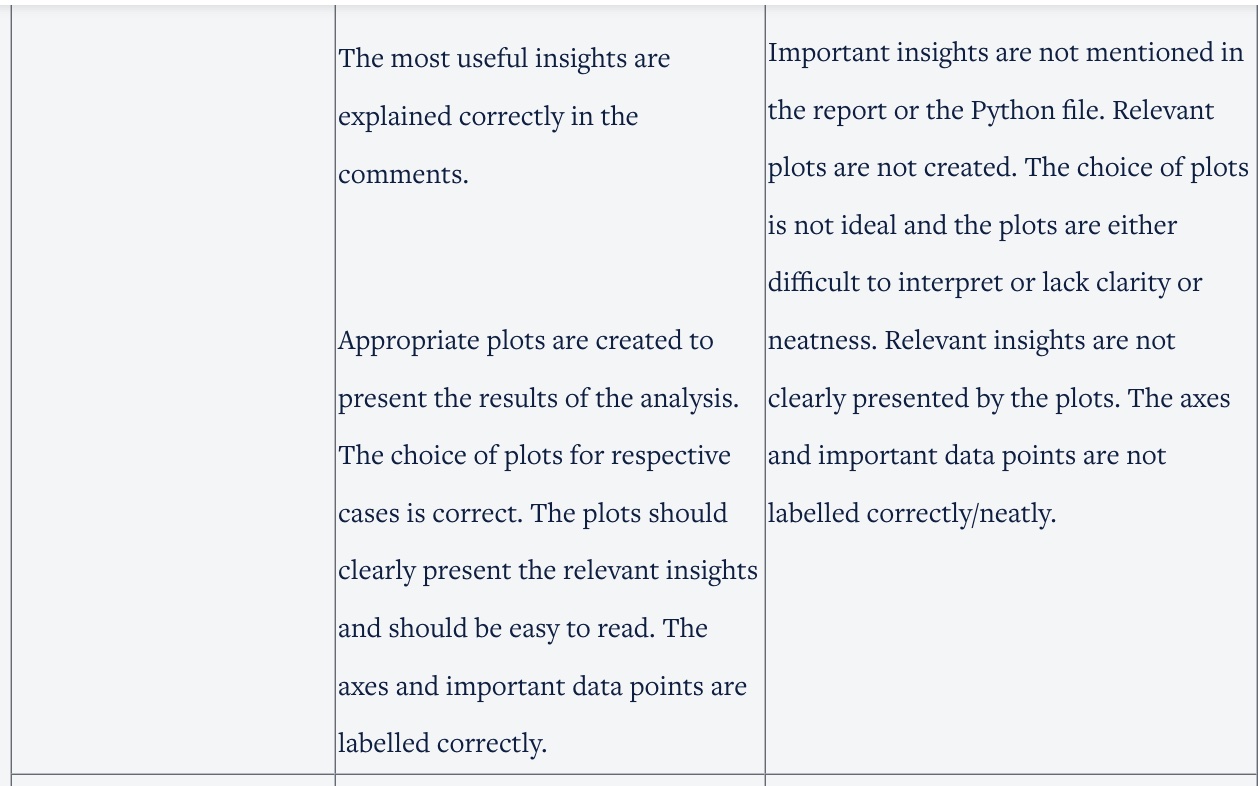 The most useful insights are
explained correctly in the
comments.
Appropriate plots are created to
present the results of the analysis.
The choice of plots for respective
cases is correct. The plots should
clearly present the relevant insights
and should be easy to read. The
axes and important data points are
labelled correctly.
Important insights are not mentioned in
the report or the Python file. Relevant
plots are not created. The choice of plots
is not ideal and the plots are either
difficult to interpret or lack clarity or
neatness. Relevant insights are not
clearly presented by the plots. The axes
and important data points are not
labelled correctly/neatly.